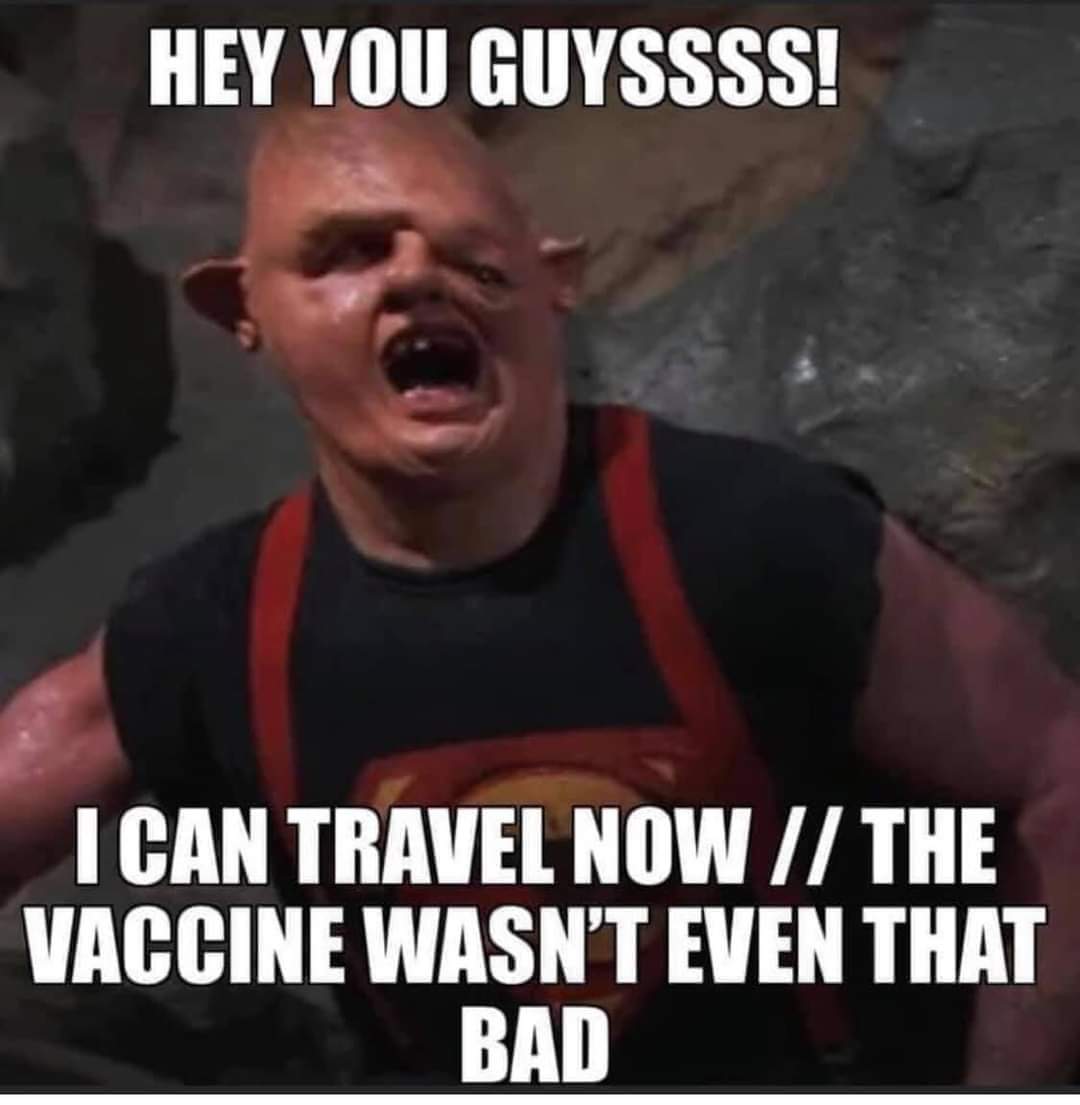 HEY YOU GUYSSSS!
I CAN TRAVEL NOW // THE
VACCINE WASN'T EVEN THAT
BAD